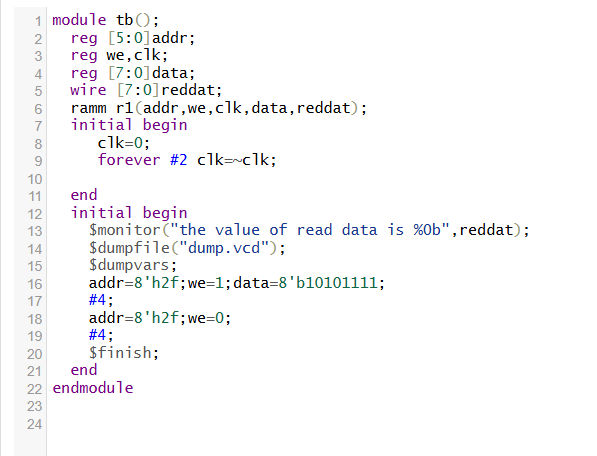 1 module tb();
2   reg [5:0]addr;
3   reg we,clk;
4   reg [7:0]data;
5   wire [7:0]reddat;
6   ramm r1(addr,we,clk,data,reddat);
7   initial begin
8      clk=0;
9      forever #2 clk=~clk;
10
11   end
12   initial begin
13     $monitor("the value of read data is %0b",reddat);
14     $dumpfile("dump.vcd");
15     $dumpvars;
16     addr=8'h2f;we=1;data=8'b10101111;
17     #4;
18     addr=8'h2f;we=0;
19     #4;
20     $finish;
21   end
22 endmodule
23
24